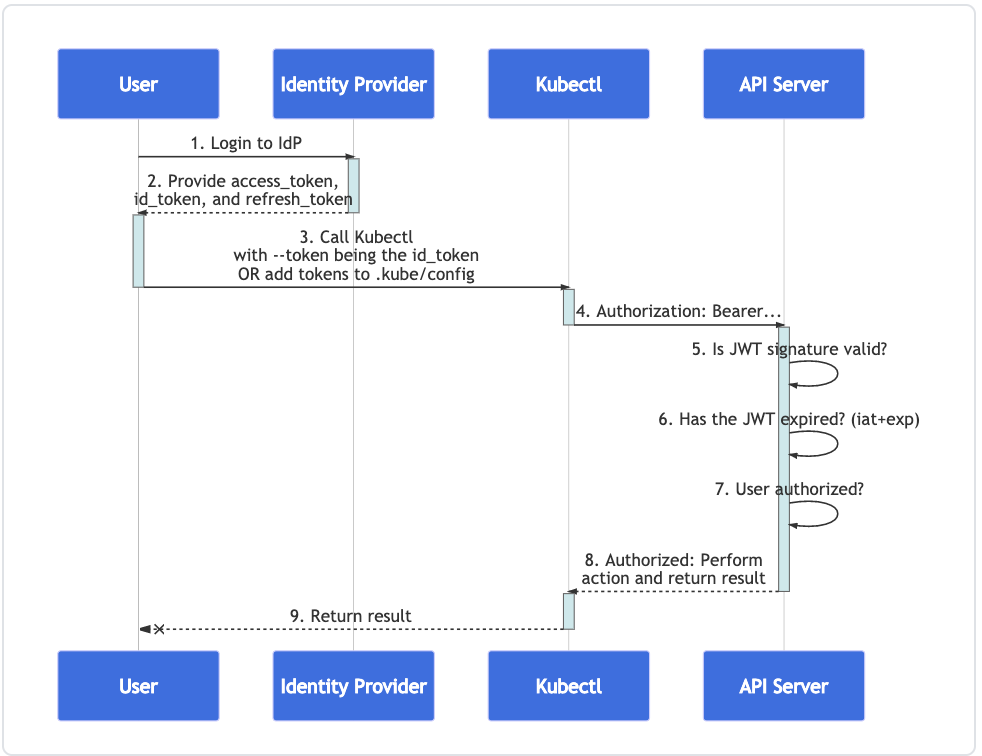 User
Identity Provider
Kubectl
API Server
1. Login to IdP
2. Provide access_token,
id_token, and refresh_token
3. Call Kubectl
with --token being the id_token
OR add tokens to .kube/config
4. Authorization: Bearer...
5. Is JWT signature valid?
6. Has the JWT expired? (iat+exp)
7. User authorized?
8. Authorized: Perform
action and return result
9. Return result
User
Identity Provider
Kubectl
API Server